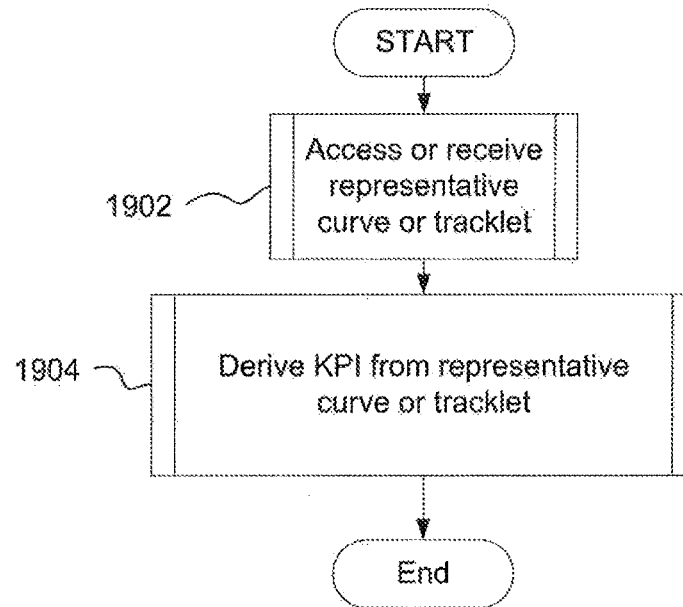 START
Access or receive
representative
curve or tracklet
1902
Derive KPI from representative
curve or tracklet
1904
End